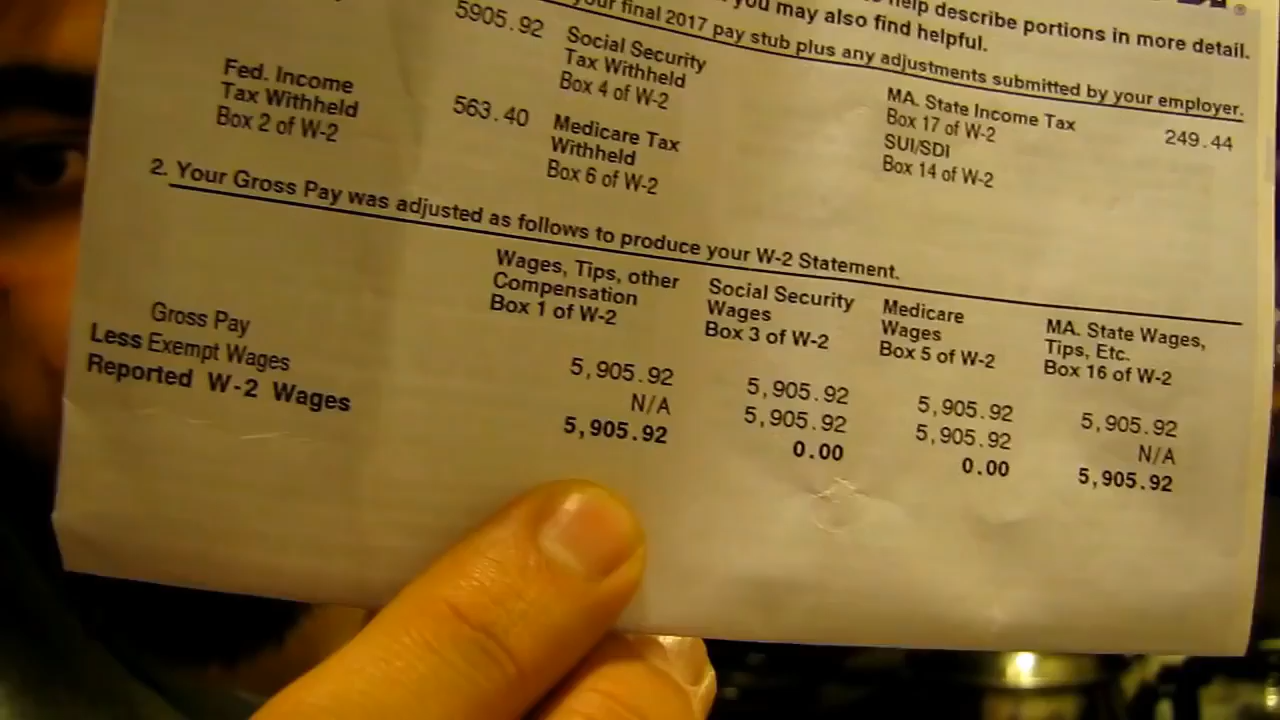 help describe portions in more detail.
you may also find helpful.
your final 2017 pay stub plus any adjustments submitted by your employer.
5905.92 Social Security
Tax Withheld
Box 4 of W-2
MA. State Income Tax 249.44
Box 17 of W-2
SUI/SDI
Box 14 of W-2
Fed. Income
Tax Withheld
Box 2 of W-2
563.40 Medicare Tax
Withheld
Box 6 of W-2
2. Your Gross Pay was adjusted as follows to produce your W-2 Statement.
Wages, Tips, other
Compensation
Box 1 of W-2
Social Security
Wages
Box 3 of W-2
Medicare
Wages
Box 5 of W-2
MA. State Wages,
Tips, Etc.
Box 16 of W-2
Gross Pay 5,905.92 5,905.92 5,905.92 5,905.92
Less Exempt Wages N/A 5,905.92 5,905.92 N/A
Reported W-2 Wages 5,905.92 0.00 0.00 5,905.92